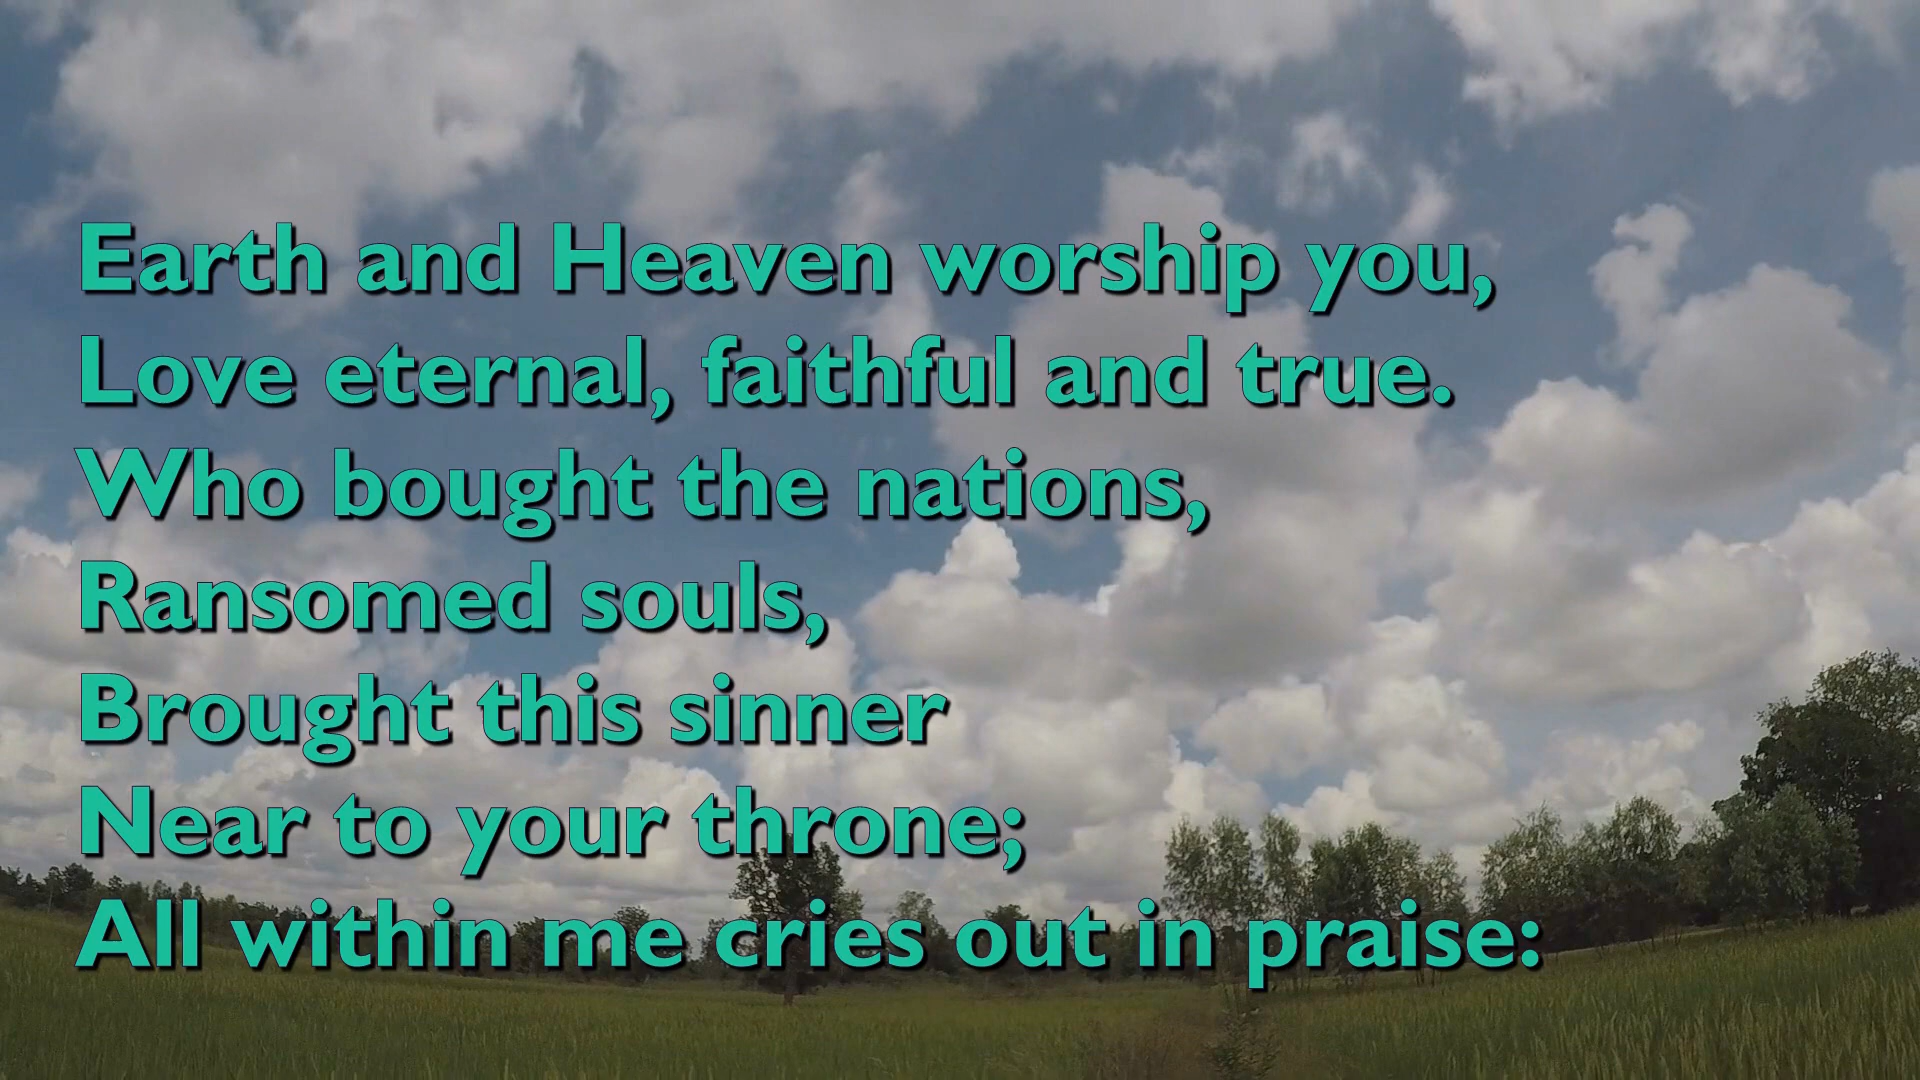 Earth and Heaven worship you,
Love eternal, faithful and true.
Who bought the nations,
Ransomed souls,
Brought this sinner
Near to your throne;
All within me cries out in praise: